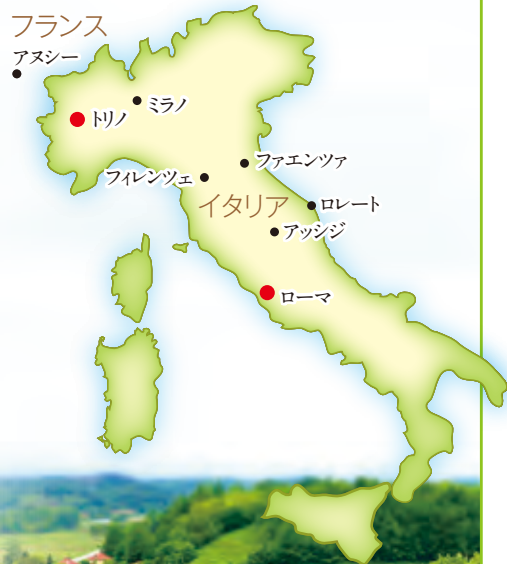 フランス
アヌシー
ミラノ
トリノ
ファエンツァ
フィレンツェ
ロレート
イタリア
アッシジ
ローマ